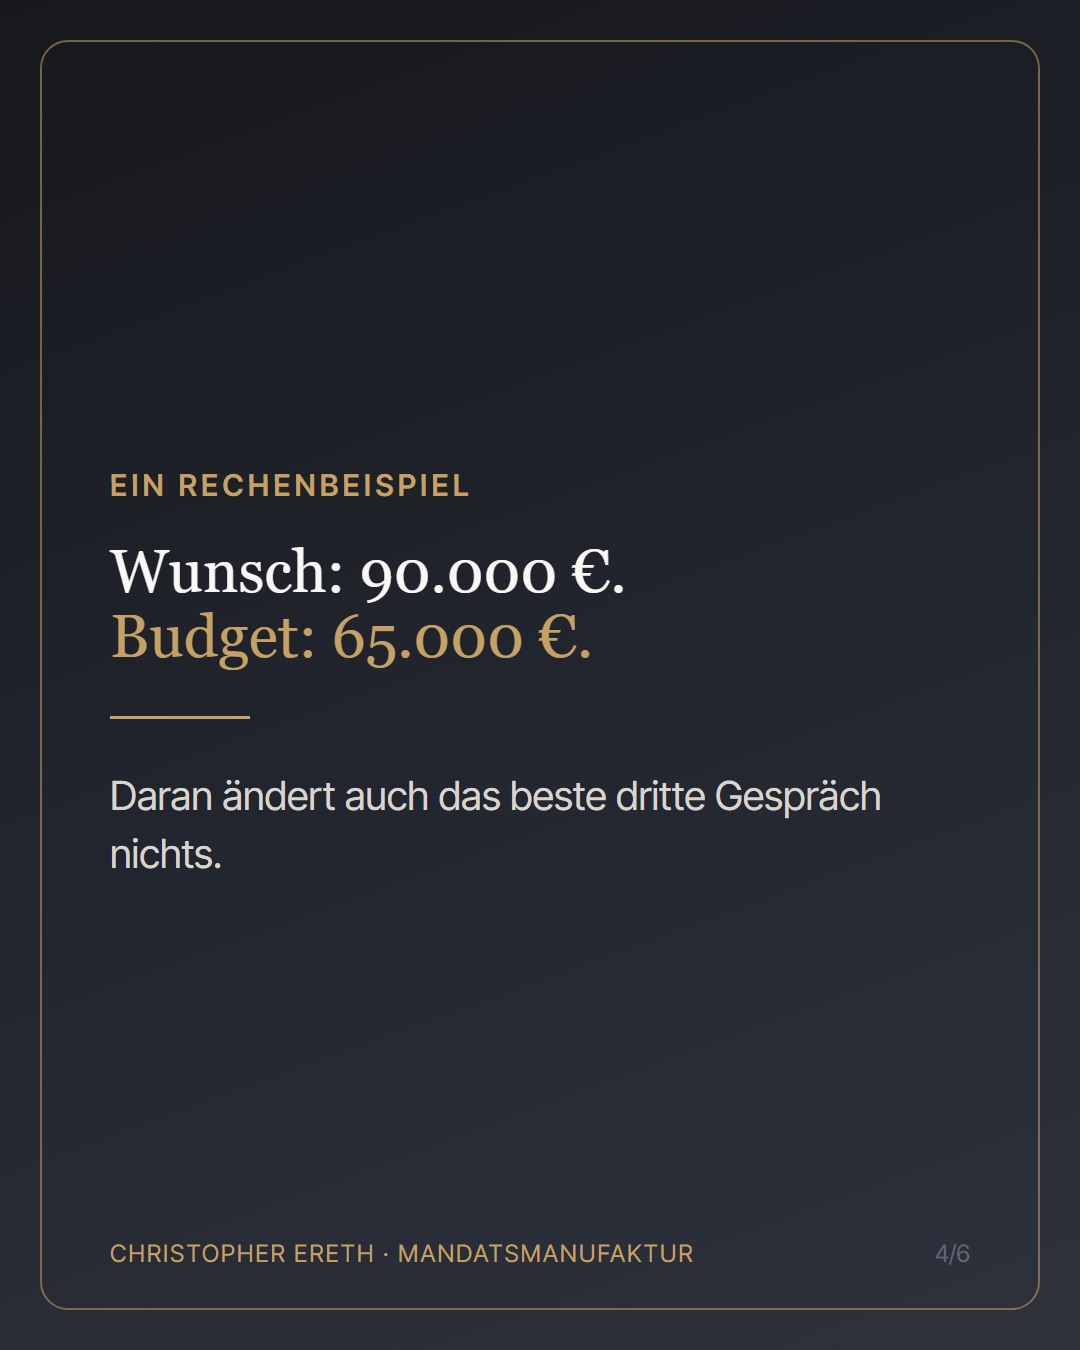 EIN RECHENBEISPIEL
Wunsch: 90.000 €.
Budget: 65.000 €.
Daran ändert auch das beste dritte Gespräch
nichts.
CHRISTOPHER ERETH · MANDATSMANUFAKTUR
4/6